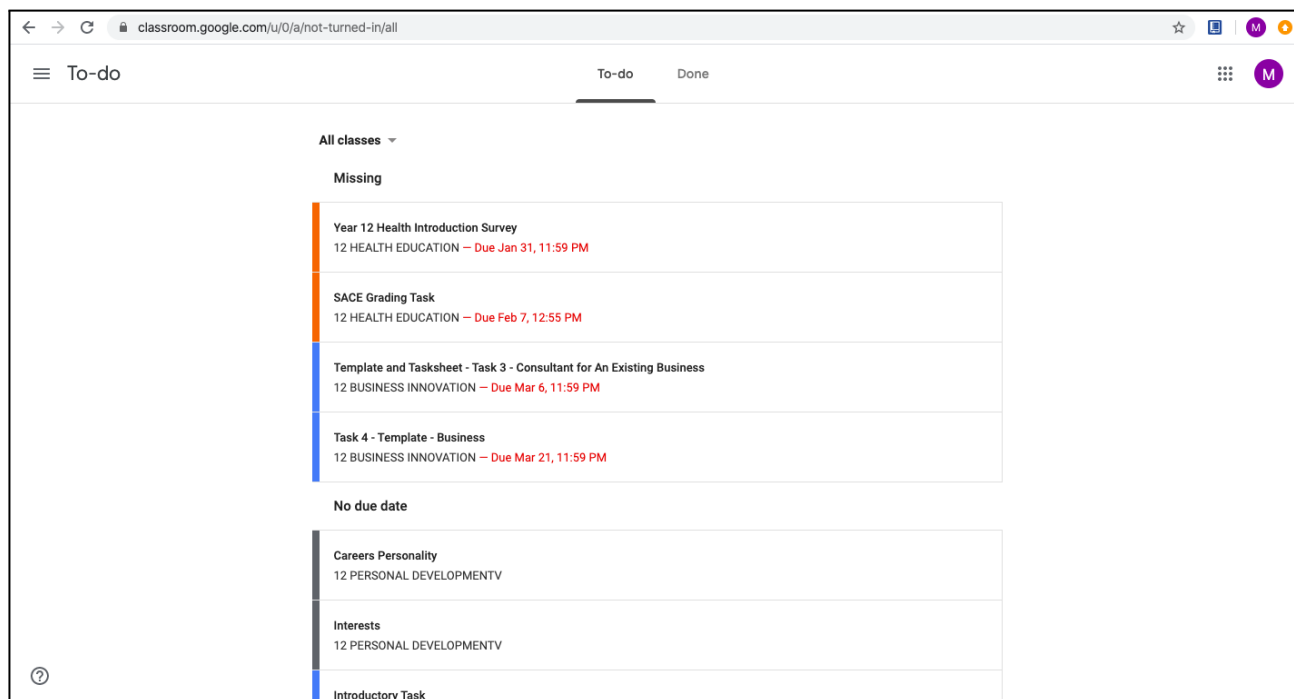 classroom.google.com/u/0/a/not-turned-in/all
M
To-do
To-do
Done
M
All classes
Missing
Year 12 Health Introduction Survey
12 HEALTH EDUCATION — Due Jan 31, 11:59 PM
SACE Grading Task
12 HEALTH EDUCATION — Due Feb 7, 12:55 PM
Template and Tasksheet - Task 3 - Consultant for An Existing Business
12 BUSINESS INNOVATION — Due Mar 6, 11:59 PM
Task 4 - Template - Business
12 BUSINESS INNOVATION — Due Mar 21, 11:59 PM
No due date
Careers Personality
12 PERSONAL DEVELOPMENTV
Interests
12 PERSONAL DEVELOPMENTV
Introductory Task